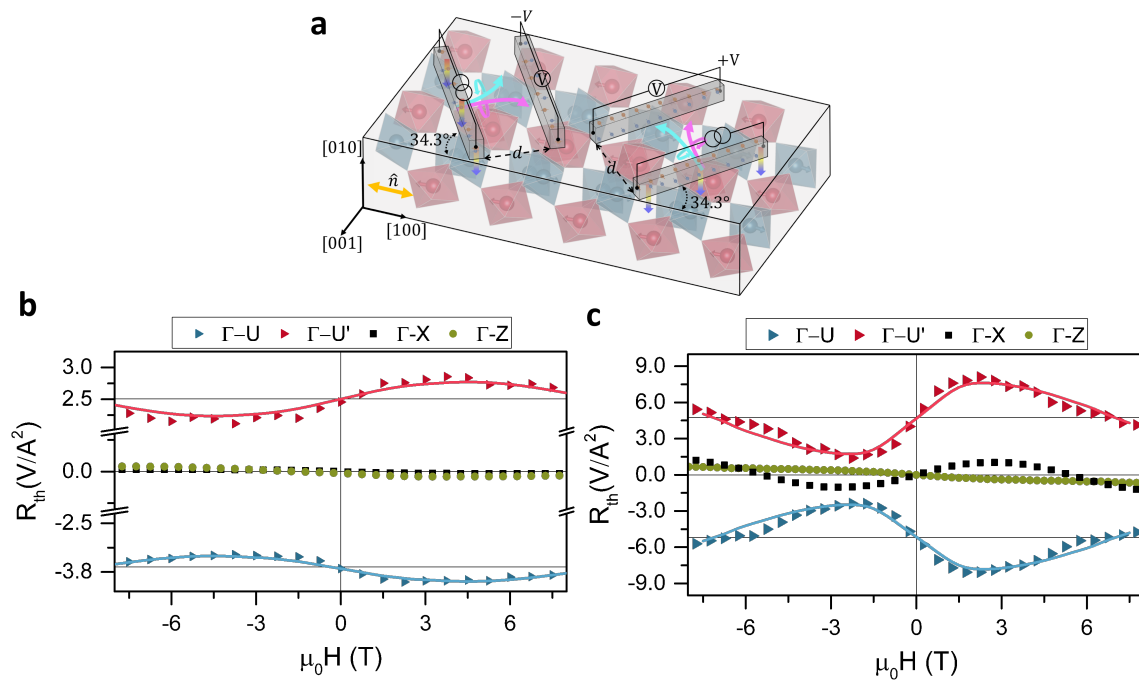 a
−V
+V
V
V
34.3°
d
d
34.3°
[010]
n̂
[100]
[001]
b
Γ–U Γ–U' Γ-X Γ-Z
3.0
2.5
0.0
-2.5
-3.8
R_th(V/A²)
-6 -3 0 3 6
μ₀H (T)
c
Γ–U Γ–U' Γ-X Γ-Z
9.0
6.0
3.0
0.0
-3.0
-6.0
-9.0
R_th(V/A²)
-6 -3 0 3 6
μ₀H (T)